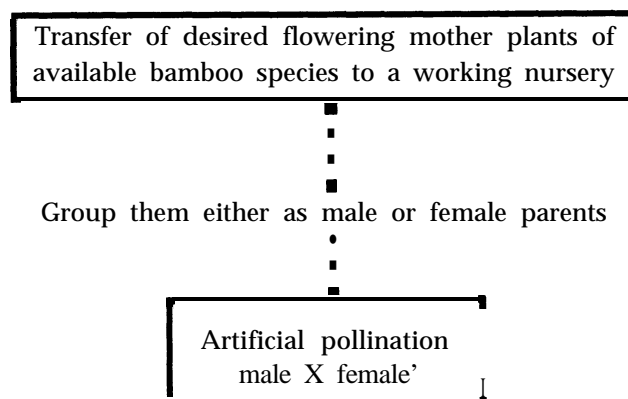 Transfer of desired flowering mother plants of
available bamboo species to a working nursery
Group them either as male or female parents
Artificial pollination
male X female’